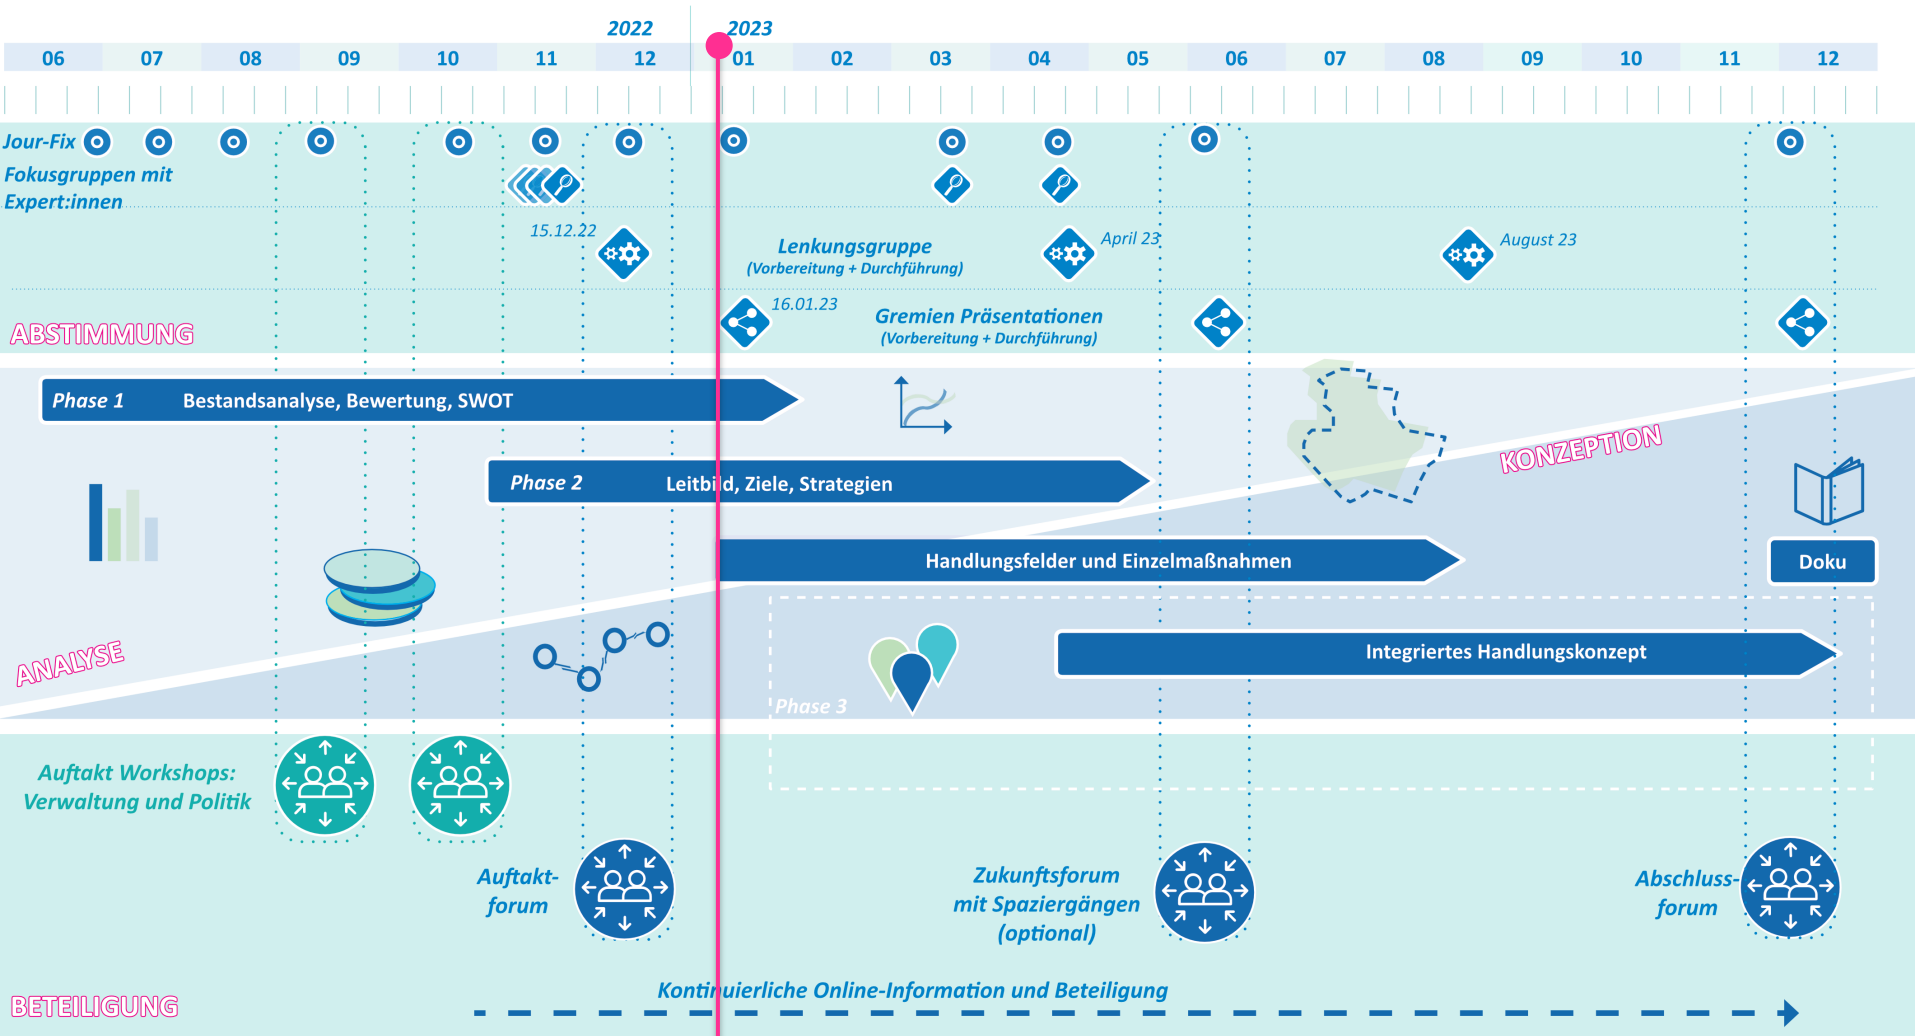 2022 2023
06 07 08 09 10 11 12 01 02 03 04 05 06 07 08 09 10 11 12
Jour-Fix
Fokusgruppen mit
Expert:innen
15.12.22
Lenkungsgruppe
(Vorbereitung + Durchführung)
April 23
August 23
16.01.23
Gremien Präsentationen
(Vorbereitung + Durchführung)
ABSTIMMUNG
Phase 1 Bestandsanalyse, Bewertung, SWOT
KONZEPTION
Phase 2 Leitbild, Ziele, Strategien
Handlungsfelder und Einzelmaßnahmen
Doku
ANALYSE
Integriertes Handlungskonzept
Phase 3
Auftakt Workshops:
Verwaltung und Politik
Auftakt-
forum
Zukunftsforum
mit Spaziergängen
(optional)
Abschluss-
forum
Kontinuierliche Online-Information und Beteiligung
BETEILIGUNG